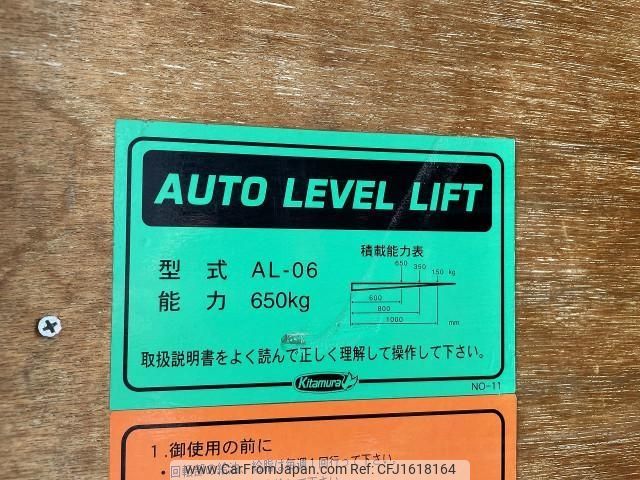 AUTO LEVEL LIFT
型式 AL-06
能力 650kg
積載能力表
650 350 150 kg
600
800
1060 mm
取扱説明書をよく読んで正しく理解して操作して下さい。
Kitamura
NO-11
1.御使用の前に
www.CarFromJapan.com Ref: CFJ1618164